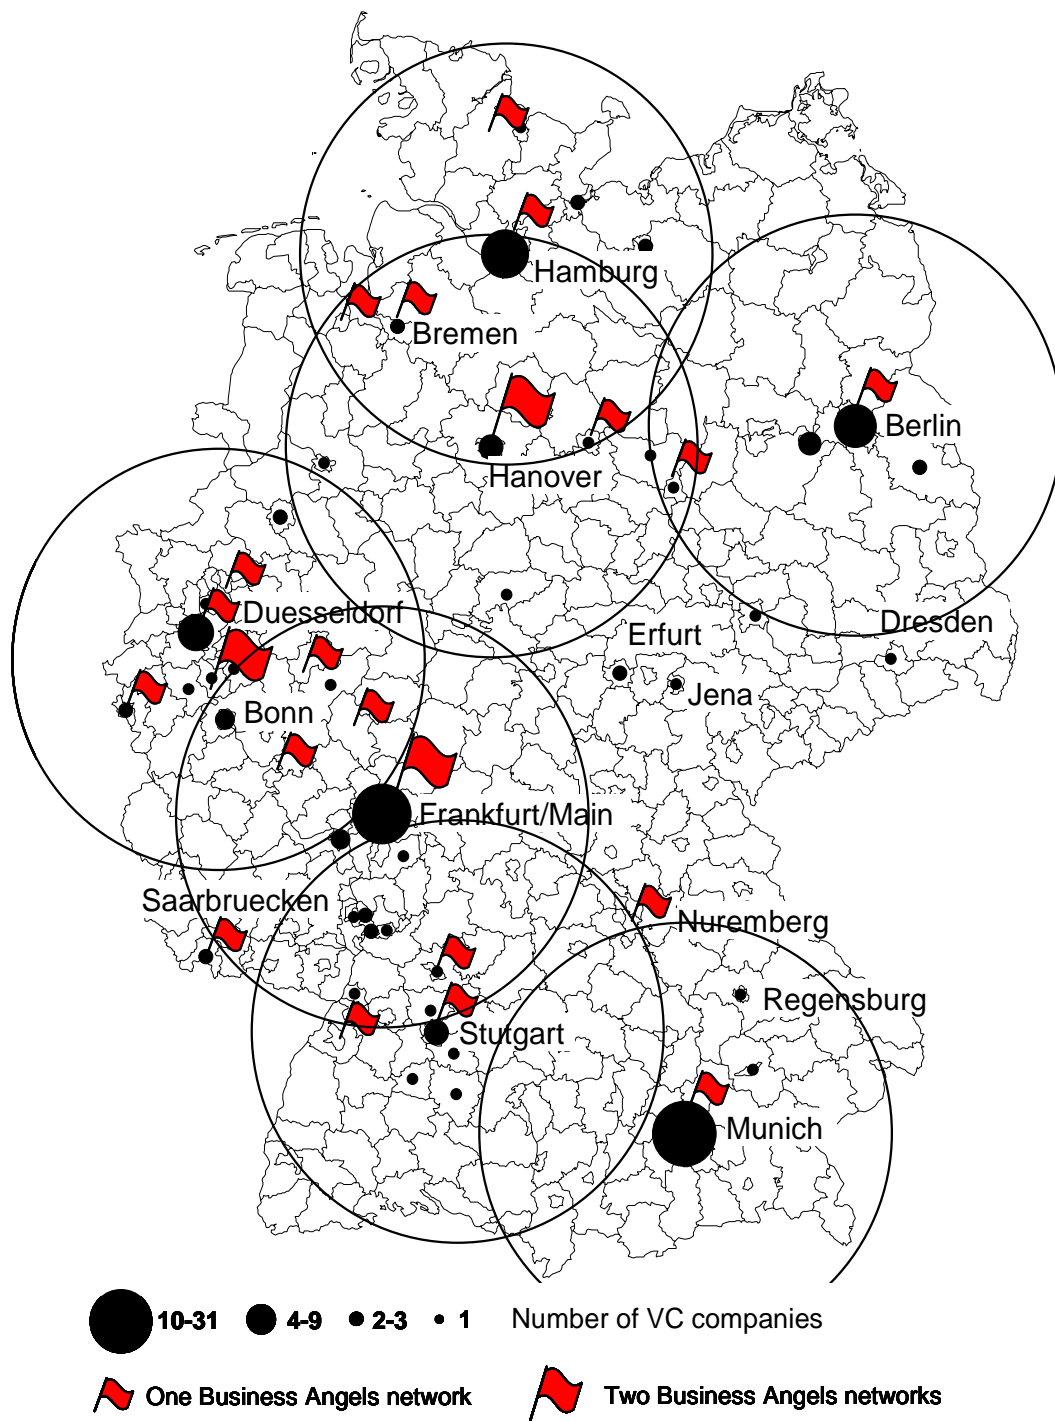 Hamburg
Bremen
Berlin
Hanover
Duesseldorf
Dresden
Erfurt
Jena
Bonn
Frankfurt/Main
Saarbruecken
Nuremberg
Regensburg
Stuttgart
Munich
10-31 4-9 2-3 1 Number of VC companies
One Business Angels network Two Business Angels networks